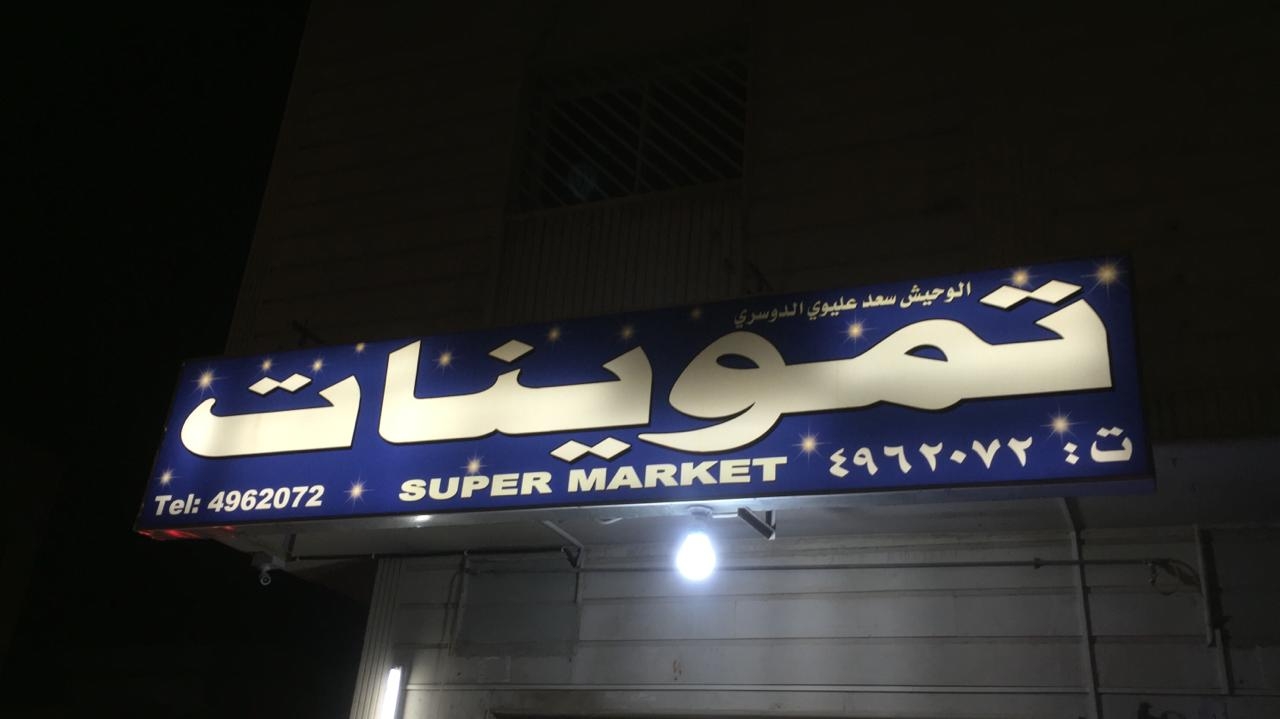 الوحيش سعد عليوي الدوسري
تموينات
SUPER MARKET
ت: ٤٩٦٢٠٧٢
Tel: 4962072